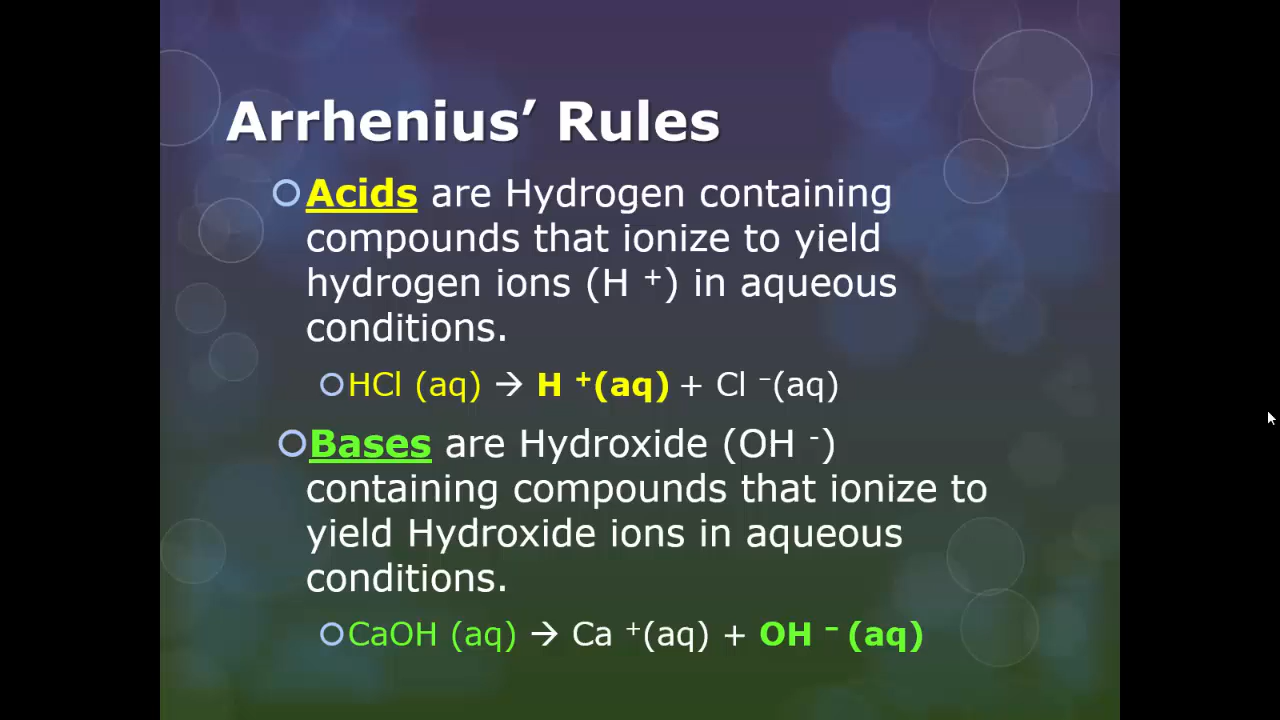 Arrhenius’ Rules
Acids are Hydrogen containing
compounds that ionize to yield
hydrogen ions (H ⁺) in aqueous
conditions.
HCl (aq) → H ⁺(aq) + Cl ⁻(aq)
Bases are Hydroxide (OH ⁻)
containing compounds that ionize to
yield Hydroxide ions in aqueous
conditions.
CaOH (aq) → Ca ⁺(aq) + OH ⁻ (aq)